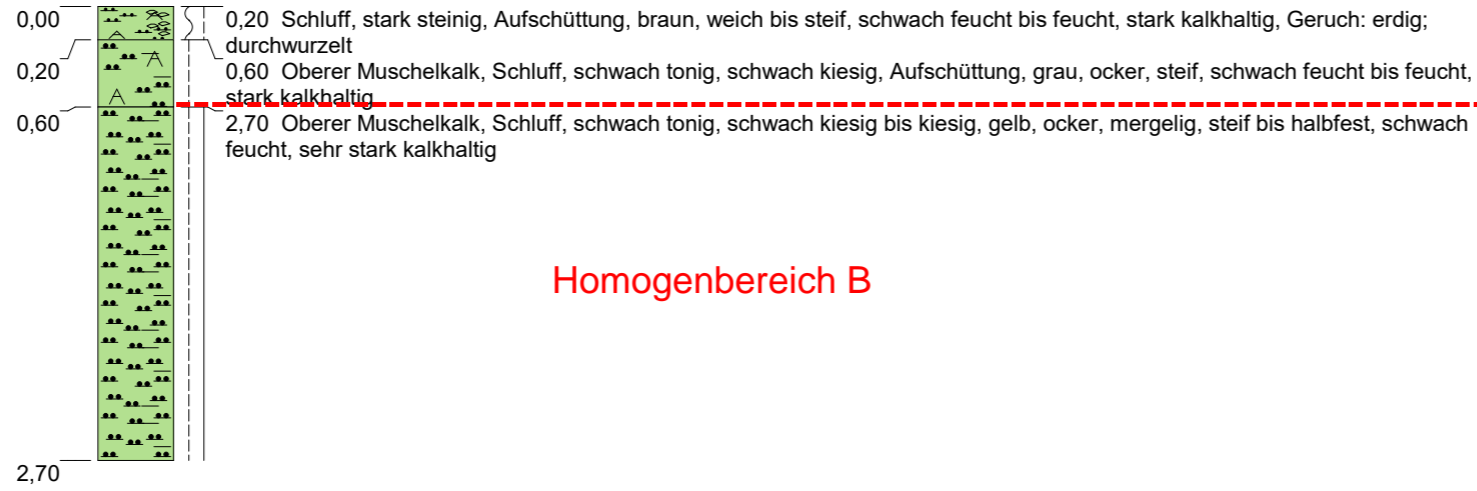 0,00
0,20 Schluff, stark steinig, Aufschüttung, braun, weich bis steif, schwach feucht bis feucht, stark kalkhaltig, Geruch: erdig;
durchwurzelt
0,20
0,60 Oberer Muschelkalk, Schluff, schwach tonig, schwach kiesig, Aufschüttung, grau, ocker, steif, schwach feucht bis feucht,
stark kalkhaltig
0,60
2,70 Oberer Muschelkalk, Schluff, schwach tonig, schwach kiesig bis kiesig, gelb, ocker, mergelig, steif bis halbfest, schwach
feucht, sehr stark kalkhaltig
Homogenbereich B
2,70